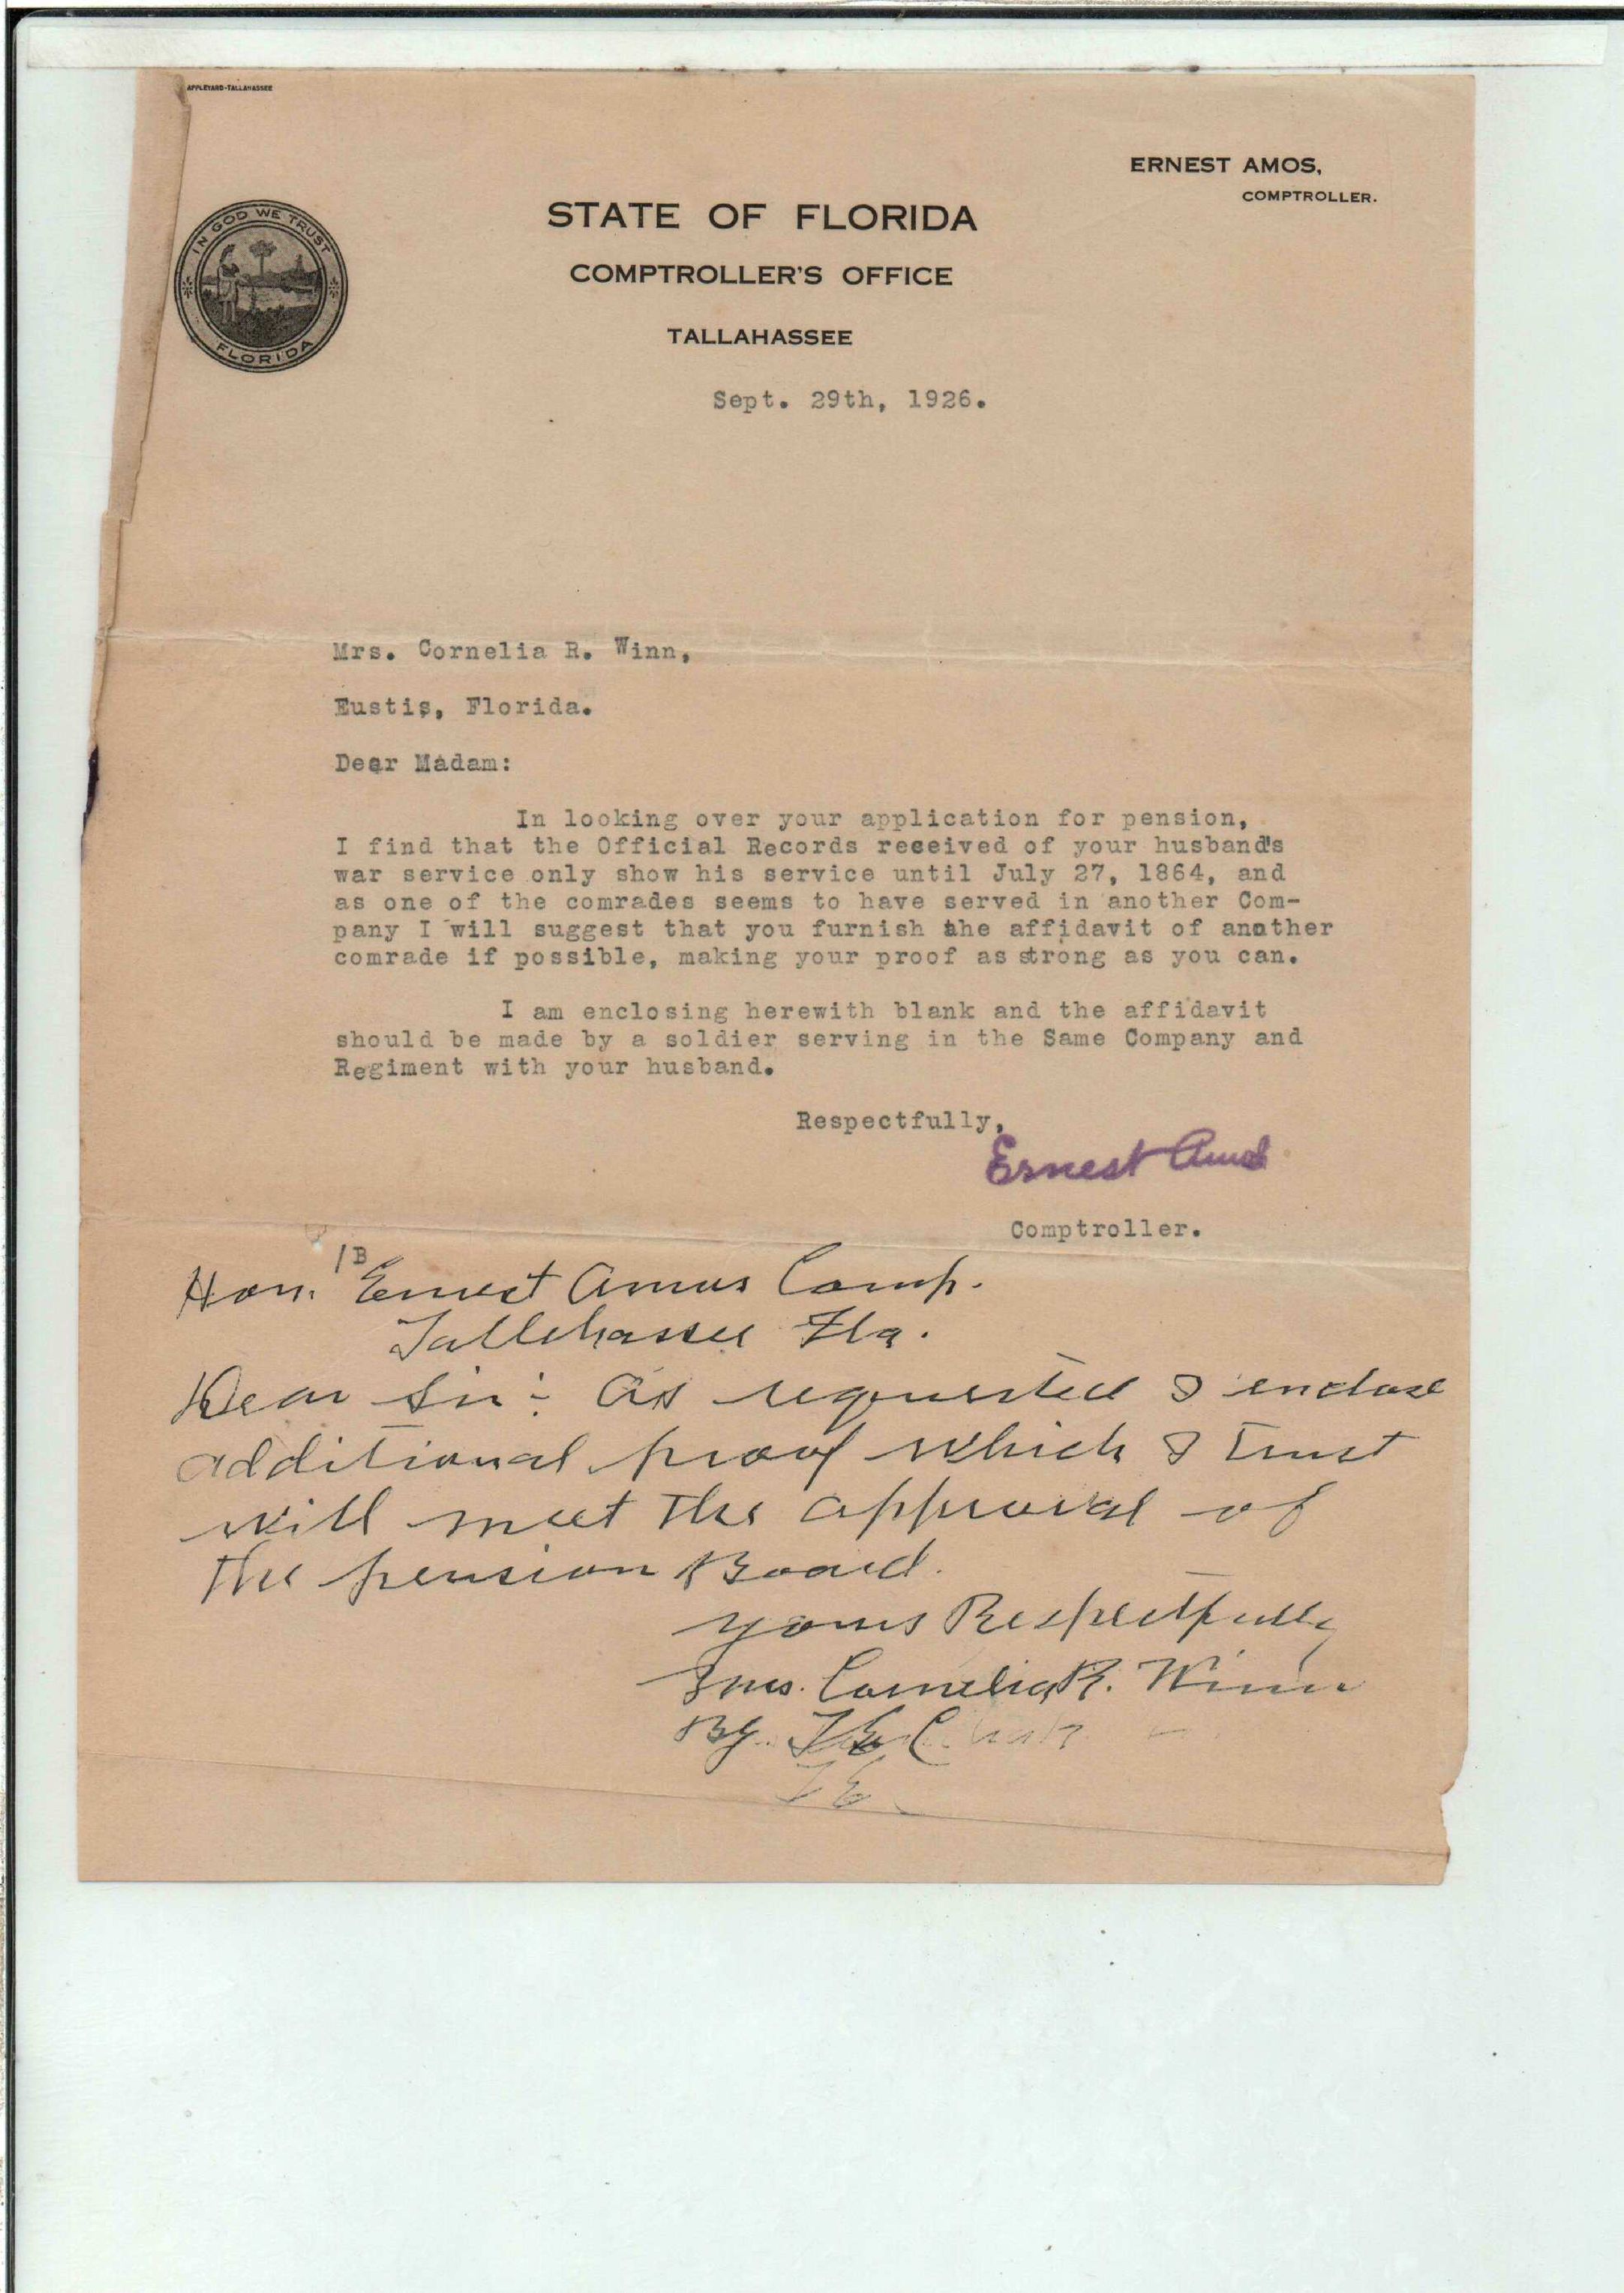 APPLEYARD-TALLAHASSEE
ERNEST AMOS,
COMPTROLLER.
IN GOD WE TRUST
FLORIDA
STATE OF FLORIDA
COMPTROLLER'S OFFICE
TALLAHASSEE
Sept. 29th, 1926.
Mrs. Cornelia R. Winn,
Eustis, Florida.
Dear Madam:
In looking over your application for pension,
I find that the Official Records received of your husband's
war service only show his service until July 27, 1864, and
as one of the comrades seems to have served in another Com-
pany I will suggest that you furnish the affidavit of another
comrade if possible, making your proof as strong as you can.
I am enclosing herewith blank and the affidavit
should be made by a soldier serving in the Same Company and
Regiment with your husband.
Respectfully,
Ernest Amos
Comptroller.
1B
Hon. Ernest Amos Comp.
Tallahassee Fla.
Dear Sir:- As requested I enclose
additional proof which I trust
will meet the approval of
the pension Board.
yours Respectfully
Mrs. Cornelia R. Winn
By T E C
T E